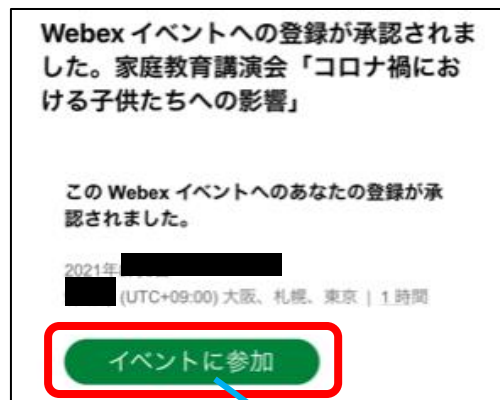 Webex イベントへの登録が承認されま
した。家庭教育講演会「コロナ禍にお
ける子供たちへの影響」
この Webex イベントへのあなたの登録が承
認されました。
2021年
(UTC+09:00) 大阪、札幌、東京 | 1 時間
イベントに参加